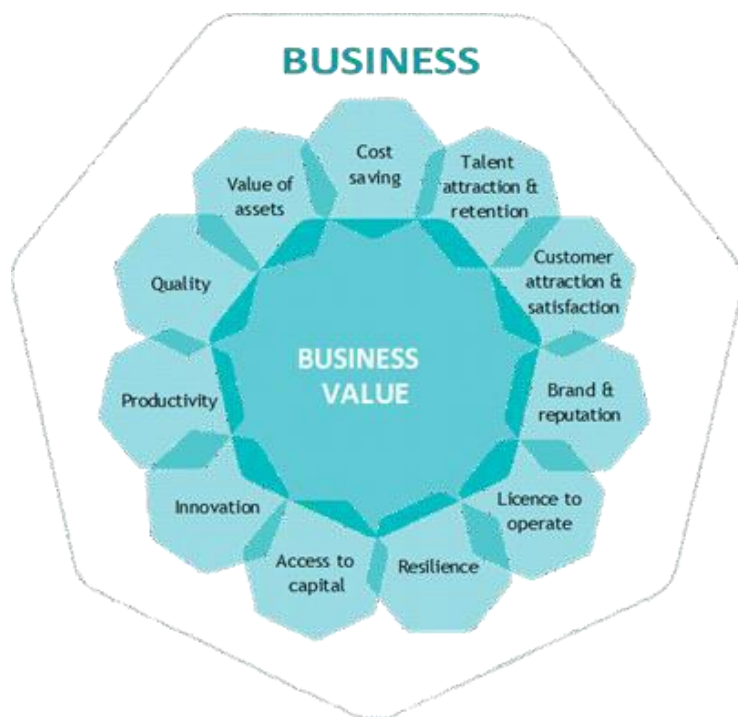 BUSINESS
Cost
saving
Talent
attraction &
retention
Customer
attraction &
satisfaction
Brand &
reputation
Licence to
operate
Resilience
Access to
capital
Innovation
Productivity
Quality
Value of
assets
BUSINESS
VALUE